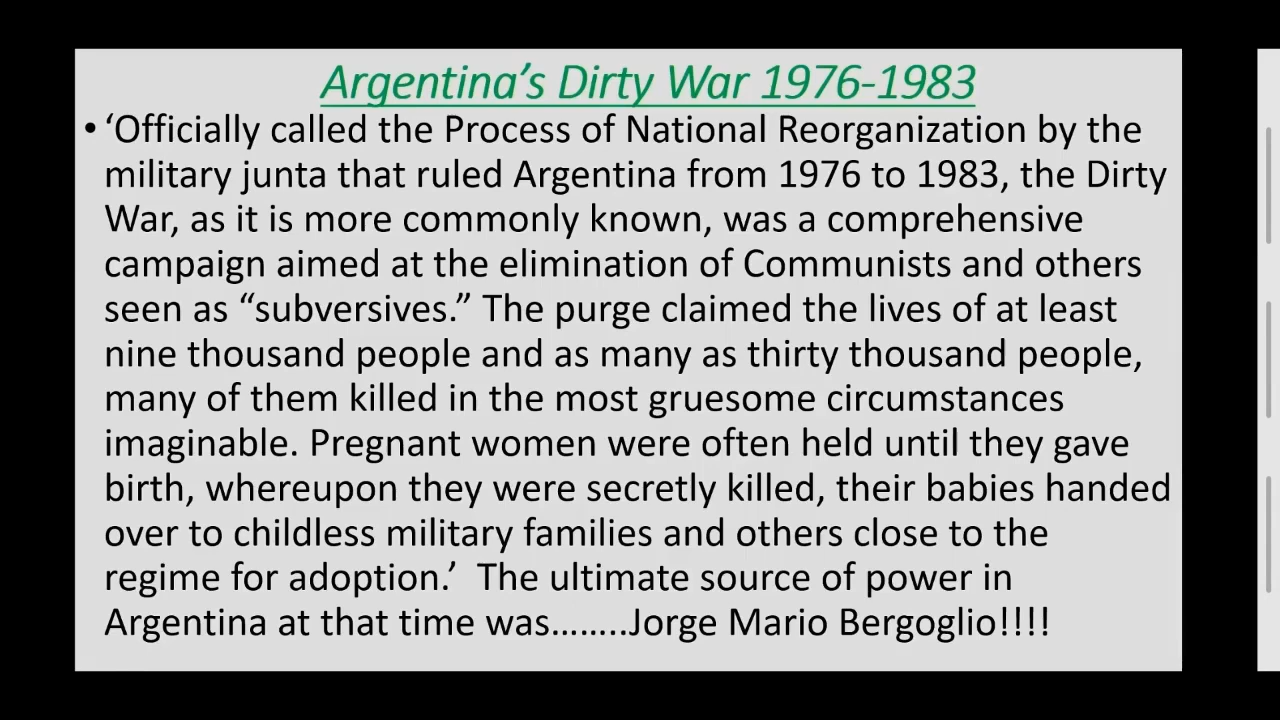 Argentina’s Dirty War 1976-1983
• ‘Officially called the Process of National Reorganization by the
military junta that ruled Argentina from 1976 to 1983, the Dirty
War, as it is more commonly known, was a comprehensive
campaign aimed at the elimination of Communists and others
seen as “subversives.” The purge claimed the lives of at least
nine thousand people and as many as thirty thousand people,
many of them killed in the most gruesome circumstances
imaginable. Pregnant women were often held until they gave
birth, whereupon they were secretly killed, their babies handed
over to childless military families and others close to the
regime for adoption.’  The ultimate source of power in
Argentina at that time was……..Jorge Mario Bergoglio!!!!